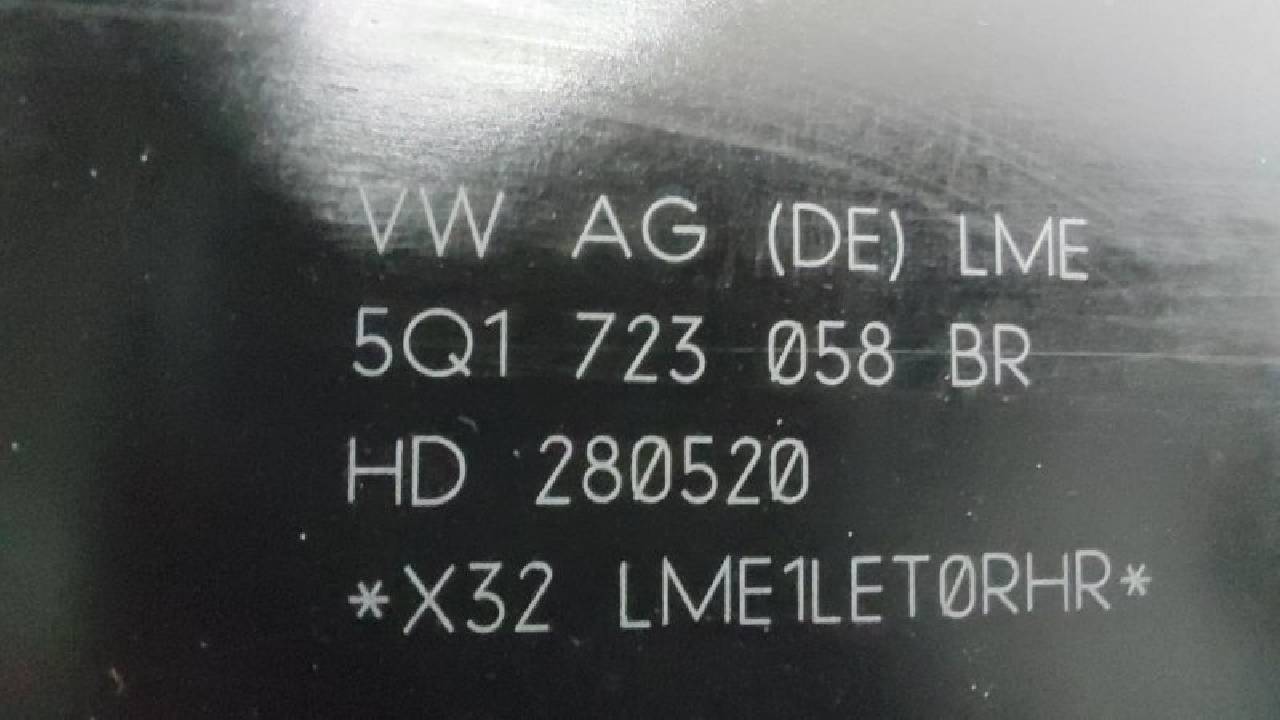 VW AG (DE) LME
5Q1 723 058 BR
HD 280520
*X32 LME1LET0RHR*